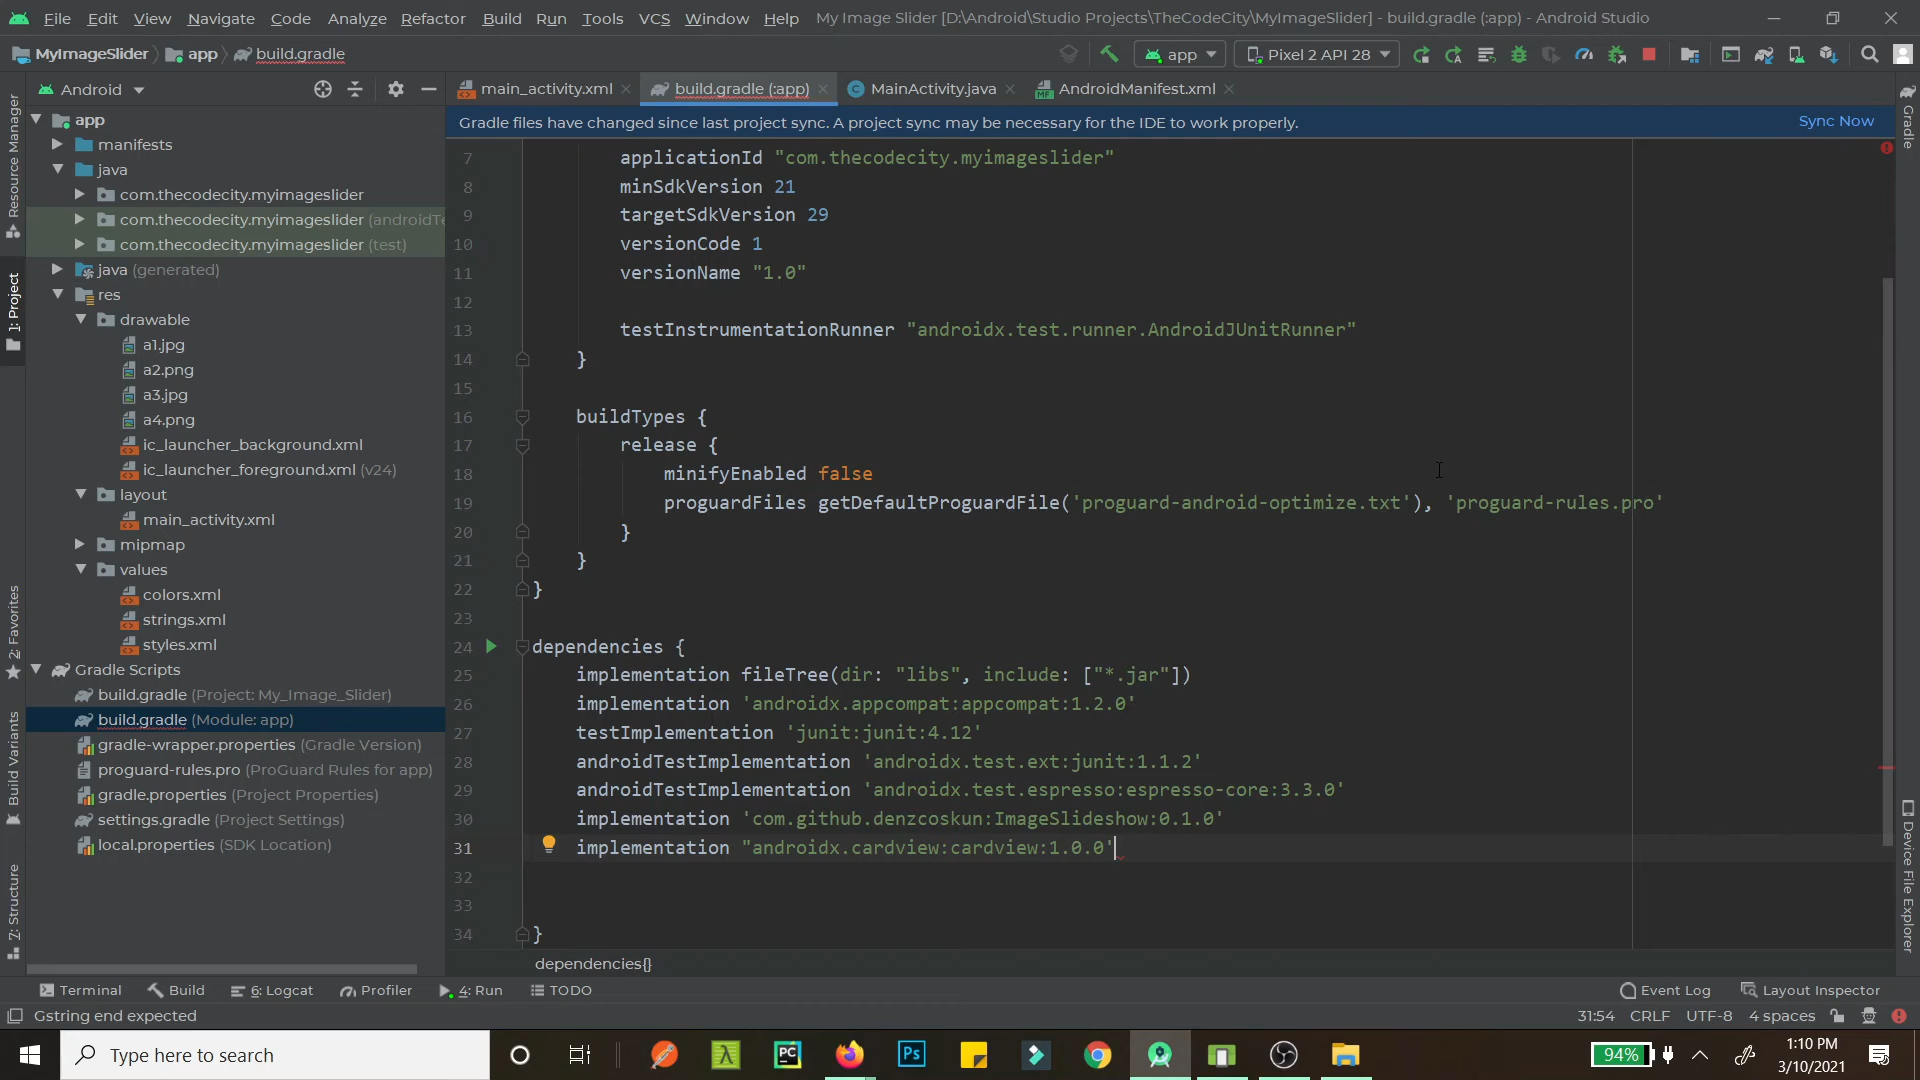 File Edit View Navigate Code Analyze Refactor Build Run Tools VCS Window Help My Image Slider [D:\Android\Studio Projects\TheCodeCity\MyImageSlider] - build.gradle (:app) - Android Studio
MyImageSlider app build.gradle app Pixel 2 API 28
Android main_activity.xml build.gradle (:app) MainActivity.java AndroidManifest.xml
Gradle files have changed since last project sync. A project sync may be necessary for the IDE to work properly. Sync Now
Resource Manager
1: Project
2: Favorites
Build Variants
7: Structure
app
manifests
java
com.thecodecity.myimageslider
com.thecodecity.myimageslider (androidTe
com.thecodecity.myimageslider (test)
java (generated)
res
drawable
a1.jpg
a2.png
a3.jpg
a4.png
ic_launcher_background.xml
ic_launcher_foreground.xml (v24)
layout
main_activity.xml
mipmap
values
colors.xml
strings.xml
styles.xml
Gradle Scripts
build.gradle (Project: My_Image_Slider)
build.gradle (Module: app)
gradle-wrapper.properties (Gradle Version)
proguard-rules.pro (ProGuard Rules for app)
gradle.properties (Project Properties)
settings.gradle (Project Settings)
local.properties (SDK Location)
7 applicationId "com.thecodecity.myimageslider"
8 minSdkVersion 21
9 targetSdkVersion 29
10 versionCode 1
11 versionName "1.0"
12
13 testInstrumentationRunner "androidx.test.runner.AndroidJUnitRunner"
14 }
15
16 buildTypes {
17 release {
18 minifyEnabled false
19 proguardFiles getDefaultProguardFile('proguard-android-optimize.txt'), 'proguard-rules.pro'
20 }
21 }
22 }
23
24 dependencies {
25 implementation fileTree(dir: "libs", include: ["*.jar"])
26 implementation 'androidx.appcompat:appcompat:1.2.0'
27 testImplementation 'junit:junit:4.12'
28 androidTestImplementation 'androidx.test.ext:junit:1.1.2'
29 androidTestImplementation 'androidx.test.espresso:espresso-core:3.3.0'
30 implementation 'com.github.denzcoskun:ImageSlideshow:0.1.0'
31 implementation "androidx.cardview:cardview:1.0.0'
32
33
34 }
dependencies{}
Gradle
Device File Explorer
Terminal Build 6: Logcat Profiler 4: Run TODO Event Log Layout Inspector
Gstring end expected 31:54 CRLF UTF-8 4 spaces
Type here to search PC Ps 94% 1:10 PM
3/10/2021